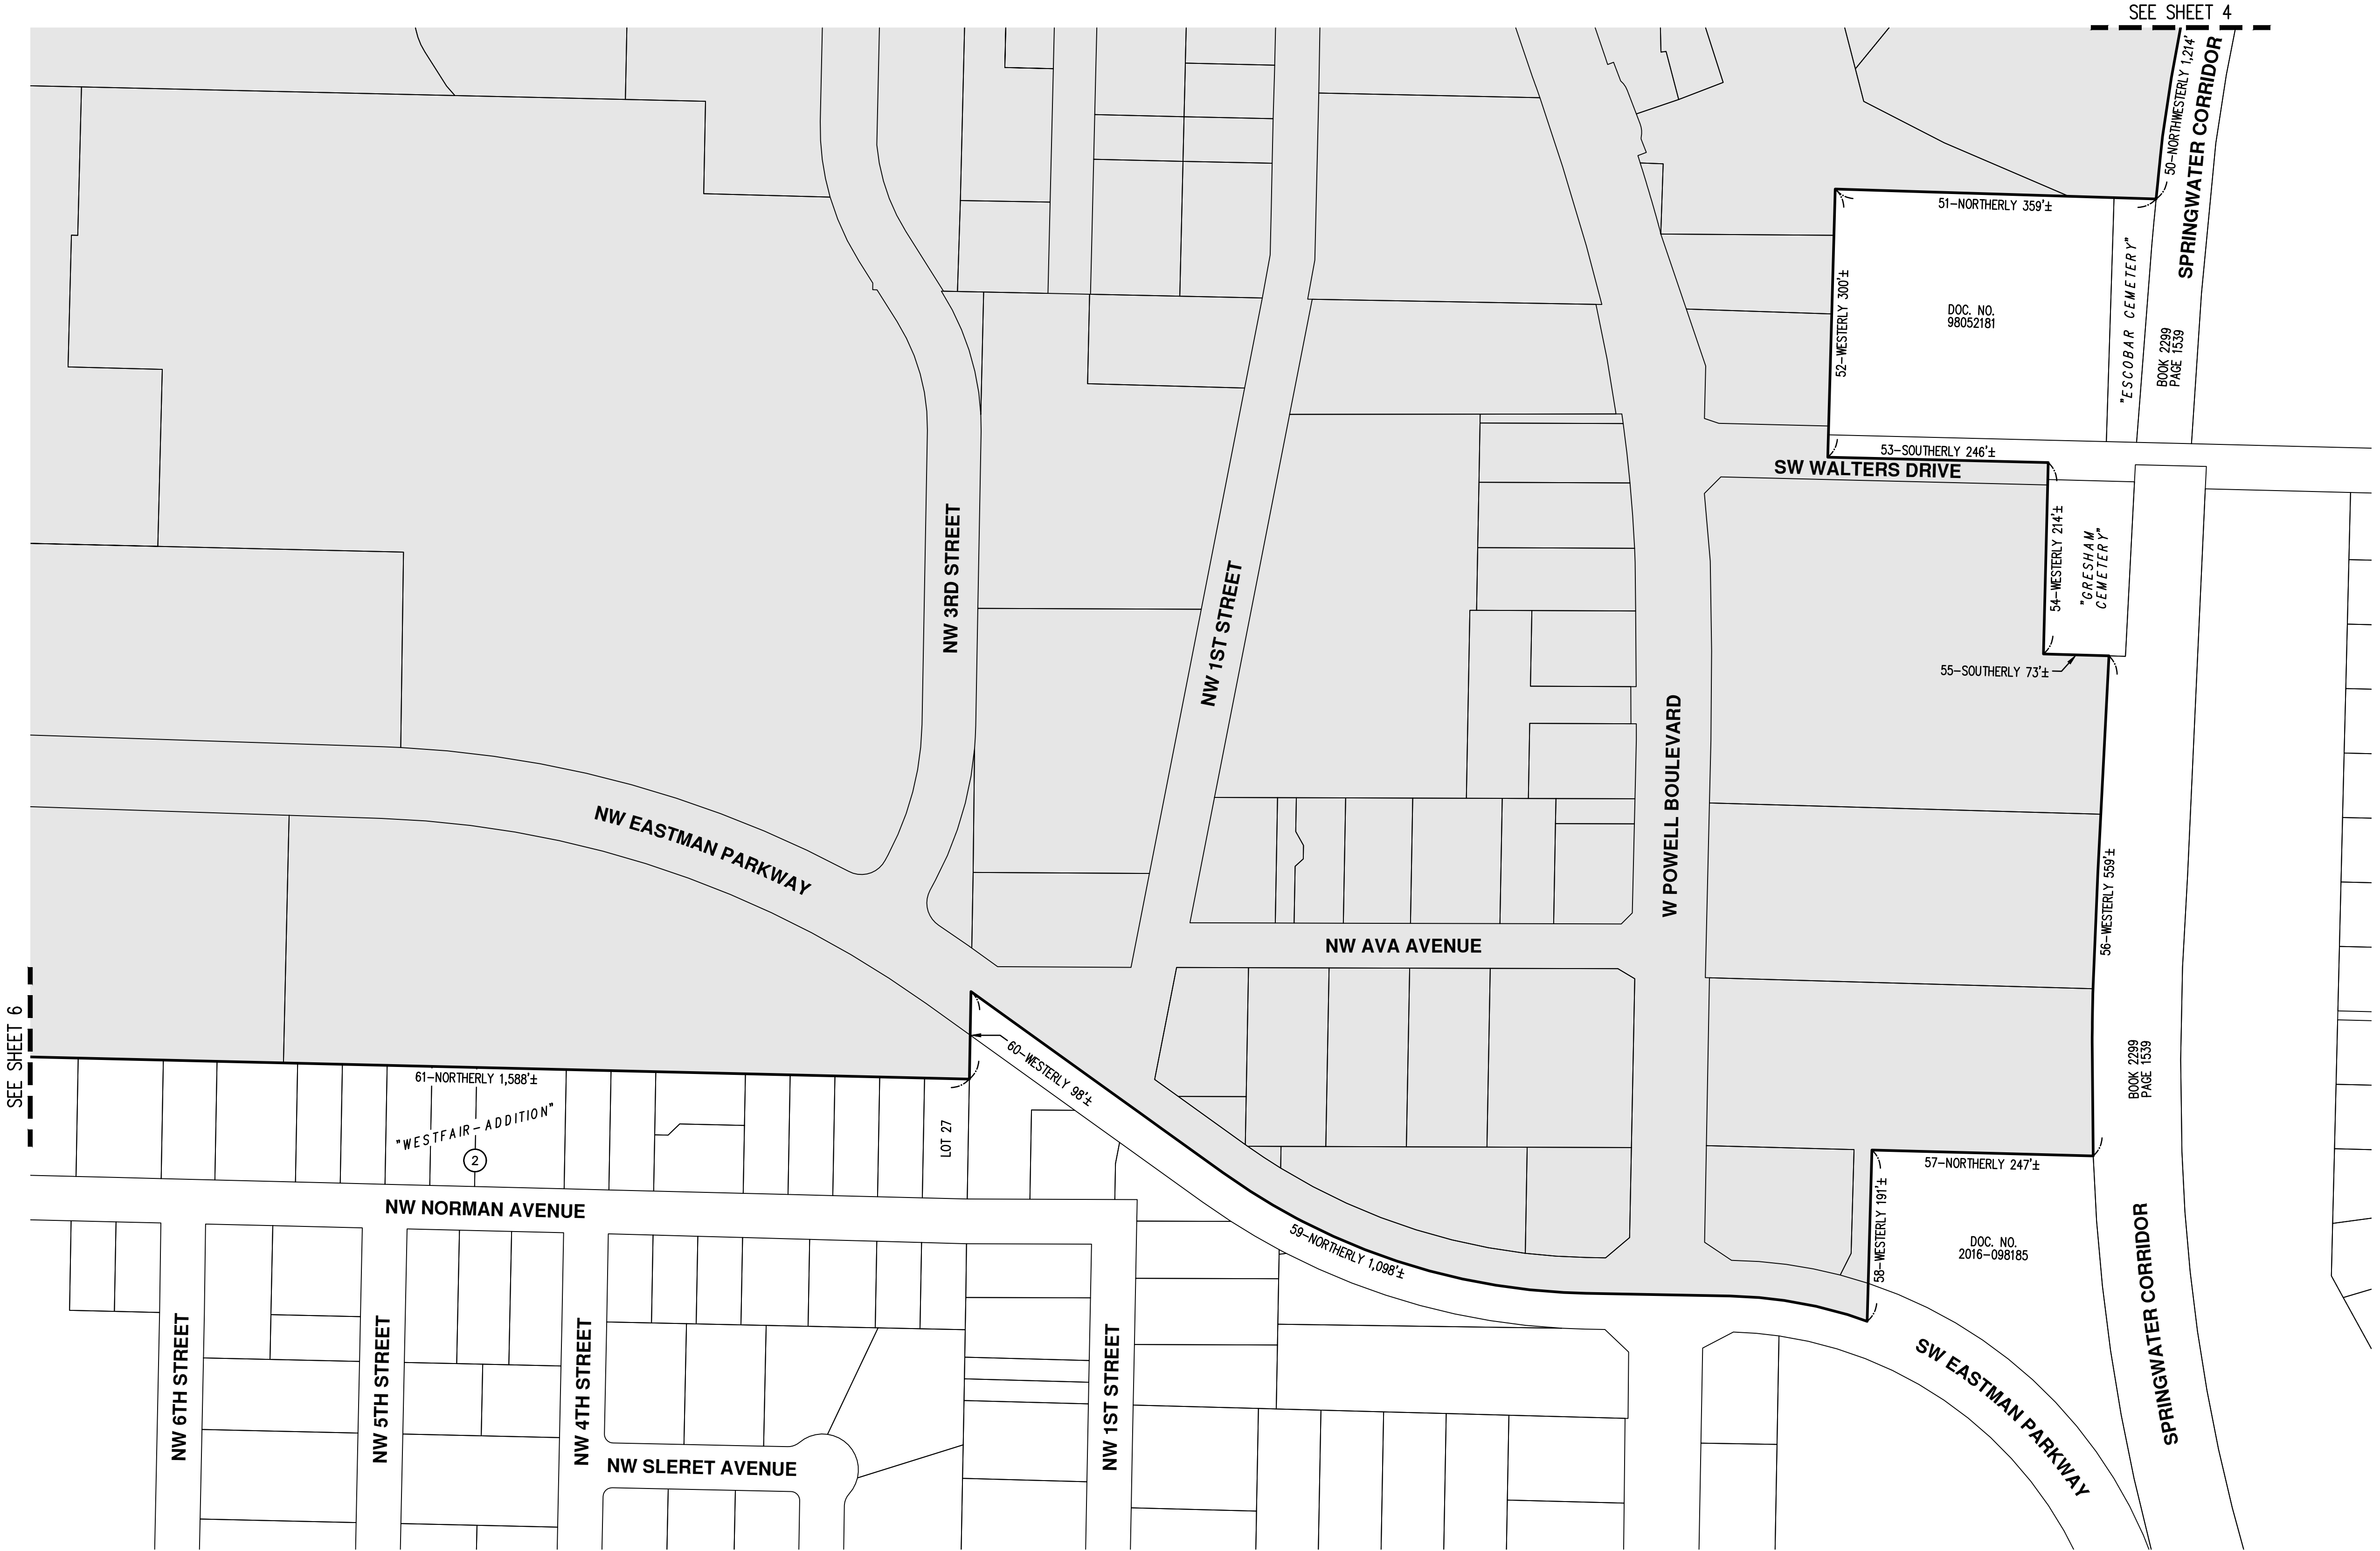 SEE SHEET 4
50-NORTHWESTERLY 1,214'
SPRINGWATER CORRIDOR
51-NORTHERLY 359'±
52-WESTERLY 300'±
DOC. NO.
98052181
"ESCOBAR CEMETERY"
BOOK 2299
PAGE 1539
53-SOUTHERLY 246'±
SW WALTERS DRIVE
54-WESTERLY 214'±
"GRESHAM
CEMETERY"
55-SOUTHERLY 73'±
NW 3RD STREET
NW 1ST STREET
W POWELL BOULEVARD
NW EASTMAN PARKWAY
56-WESTERLY 559'±
NW AVA AVENUE
SEE SHEET 6
60-WESTERLY 98'±
BOOK 2299
PAGE 1539
61-NORTHERLY 1,588'±
"WESTFAIR-ADDITION"
2
LOT 27
57-NORTHERLY 247'±
58-WESTERLY 191'±
DOC. NO.
2016-098185
NW NORMAN AVENUE
59-NORTHERLY 1,098'±
SPRINGWATER CORRIDOR
NW 6TH STREET
NW 5TH STREET
NW 4TH STREET
NW 1ST STREET
SW EASTMAN PARKWAY
NW SLERET AVENUE